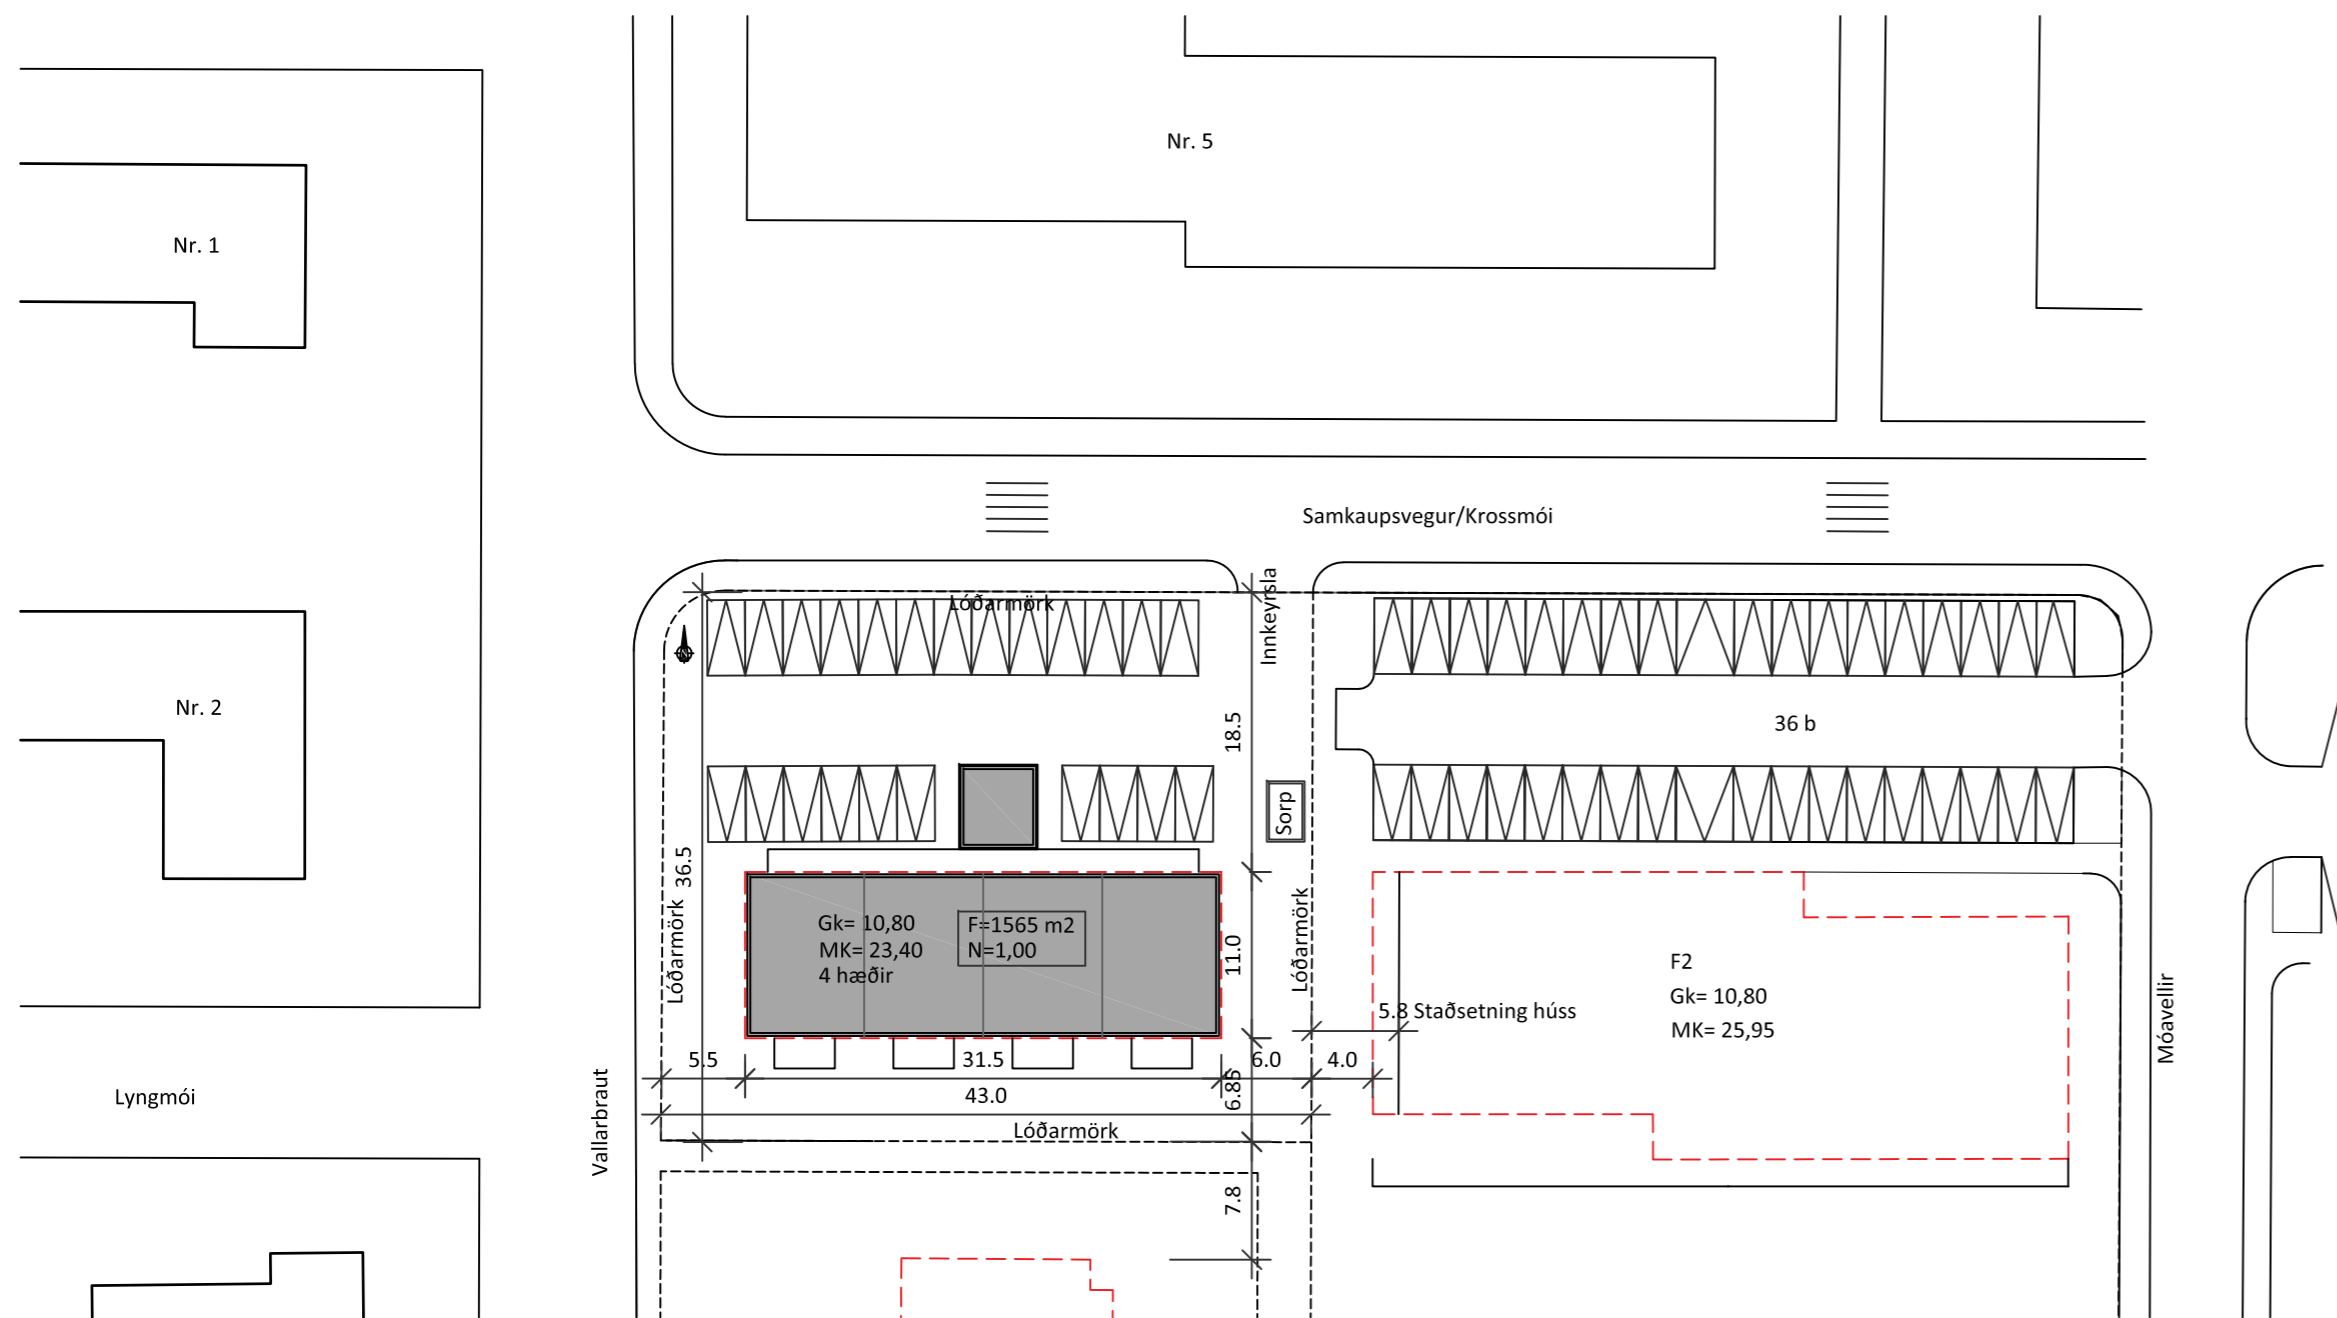 Nr. 5
Nr. 1
Samkaupsvegur/Krossmói
Lóðarmörk
Innkeyrsla
Nr. 2
18.5
36 b
Sorp
36.5
Lóðarmörk
Gk= 10,80
MK= 23,40
4 hæðir
F=1565 m2
N=1,00
11.0
Lóðarmörk
F2
Gk= 10,80
MK= 25,95
5.8 Staðsetning húss
Móavellir
5.5
31.5
6.0
4.0
43.0
6.85
Lyngmói
Vallarbraut
Lóðarmörk
7.8